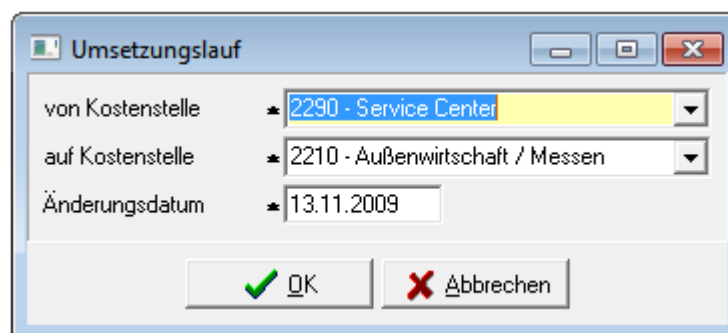 Umsetzungslauf
von Kostenstelle 2290 - Service Center
auf Kostenstelle 2210 - Außenwirtschaft / Messen
Änderungsdatum 13.11.2009
OK Abbrechen